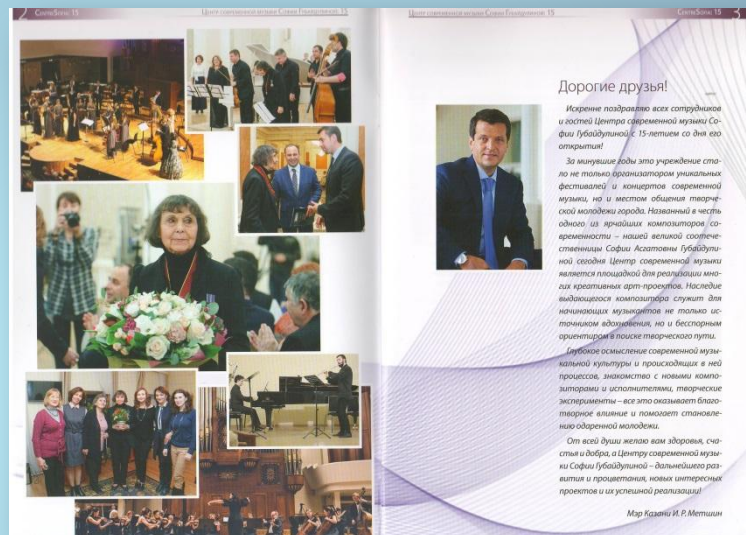 2 CentreSofia: 15
Центр современной музыки Софии Губайдулиной: 15
Центр современной музыки Софии Губайдулиной: 15
CentreSofia: 15 3
Дорогие друзья!
Искренне поздравляю всех сотрудников
и гостей Центра современной музыки Со-
фии Губайдулиной с 15-летием со дня его
открытия!
За минувшие годы это учреждение ста-
ло не только организатором уникальных
фестивалей и концертов современной
музыки, но и местом общения творче-
ской молодежи города. Названный в честь
одного из ярчайших композиторов со-
временности – нашей великой соотече-
ственницы Софии Асгатовны Губайдули-
ной сегодня Центр современной музыки
является площадкой для реализации мно-
гих креативных арт-проектов. Наследие
выдающегося композитора служит для
начинающих музыкантов не только ис-
точником вдохновения, но и бесспорным
ориентиром в поиске творческого пути.
Глубокое осмысление современной музы-
кальной культуры и происходящих в ней
процессов, знакомство с новыми компо-
зиторами и исполнителями, творческие
эксперименты – все это оказывает благо-
творное влияние и помогает становле-
нию одаренной молодежи.
От всей души желаю вам здоровья, сча-
стья и добра, а Центру современной музы-
ки Софии Губайдулиной – дальнейшего раз-
вития и процветания, новых интересных
проектов и их успешной реализации!
Мэр Казани И. Р. Метшин